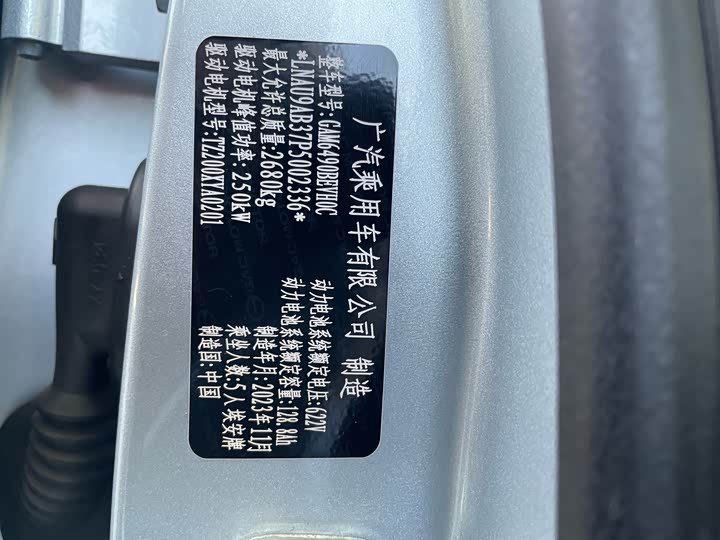 广汽乘用车有限公司 制造
整车型号:GAM6490BEVH0C
动力电池系统额定电压:622V
*LNAU9AB37P5002336*
动力电池系统额定容量:128.8Ah
最大允许总质量:2680kg
制造年月:2023年11月
驱动电机峰值功率:250kW
乘坐人数:5人 埃安牌
驱动电机型号:TZ200XYA0201
制造国:中国